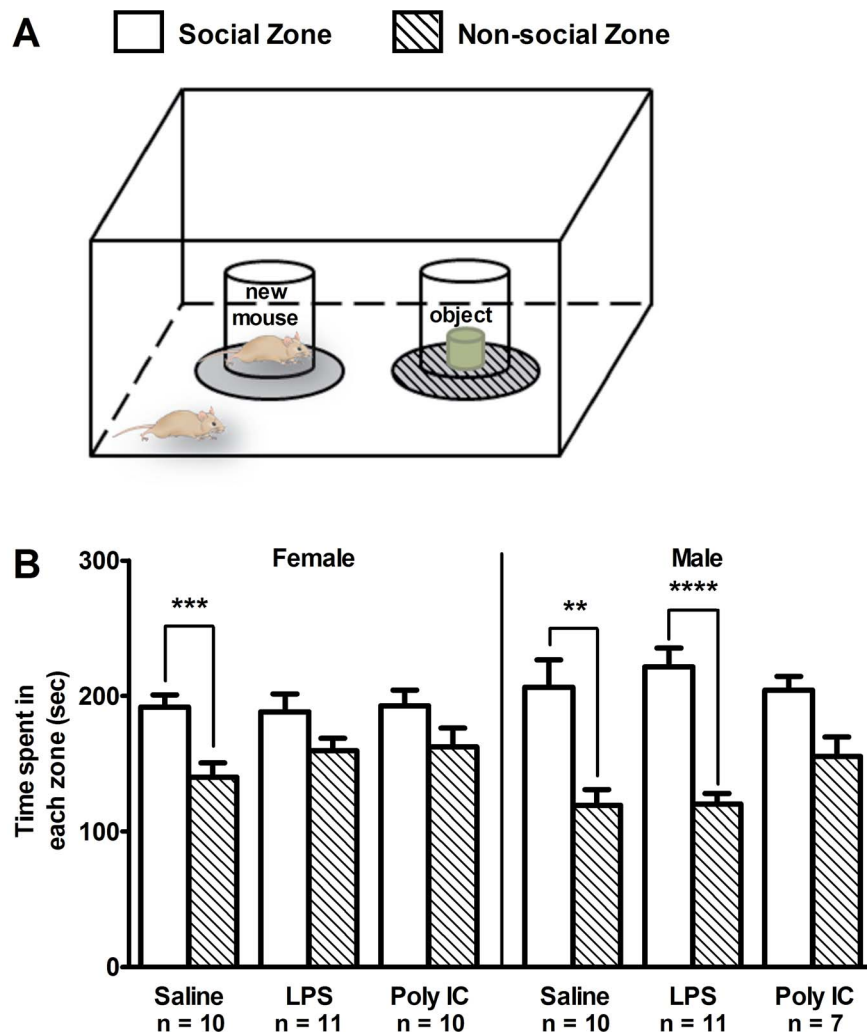 A
Social Zone
Non-social Zone
new
mouse
object
B
Female
Male
300
200
100
0
Time spent in
each zone (sec)
***
**
****
Saline
n = 10
LPS
n = 11
Poly IC
n = 10
Saline
n = 10
LPS
n = 11
Poly IC
n = 7